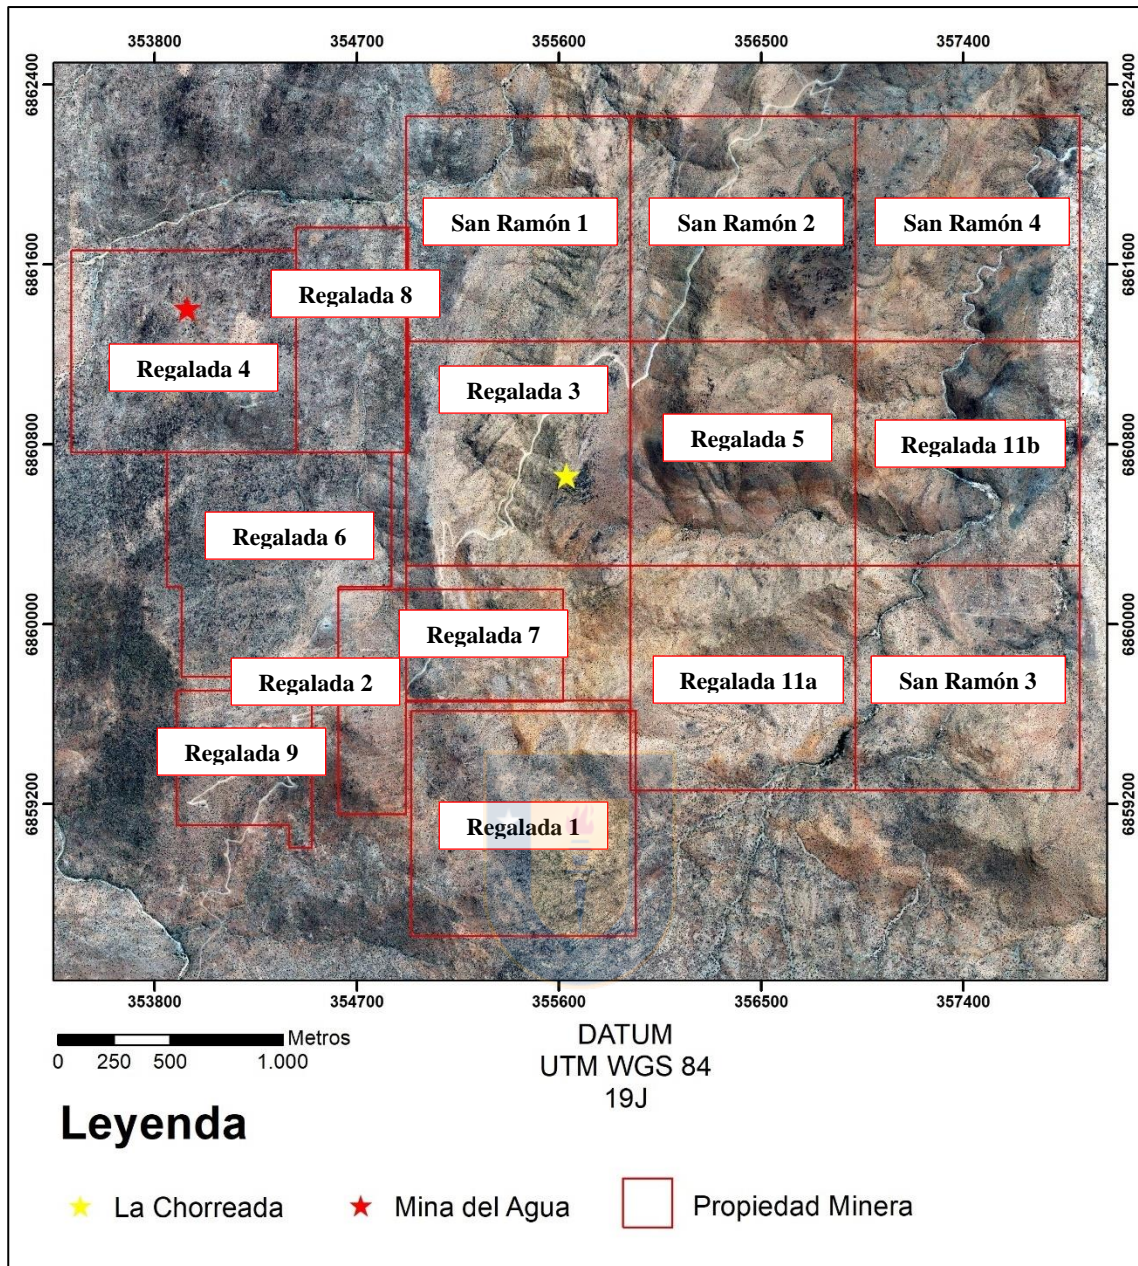 353800 354700 355600 356500 357400
6862400 6862400
San Ramón 1 San Ramón 2 San Ramón 4
6861600 6861600
Regalada 8
Regalada 4 Regalada 3
Regalada 5 Regalada 11b
6860800 6860800
Regalada 6
Regalada 7
6860000 6860000
Regalada 2 Regalada 11a San Ramón 3
Regalada 9
6859200 6859200
Regalada 1
353800 354700 355600 356500 357400
Metros
0 250 500 1.000
DATUM
UTM WGS 84
19J
Leyenda
La Chorreada Mina del Agua Propiedad Minera